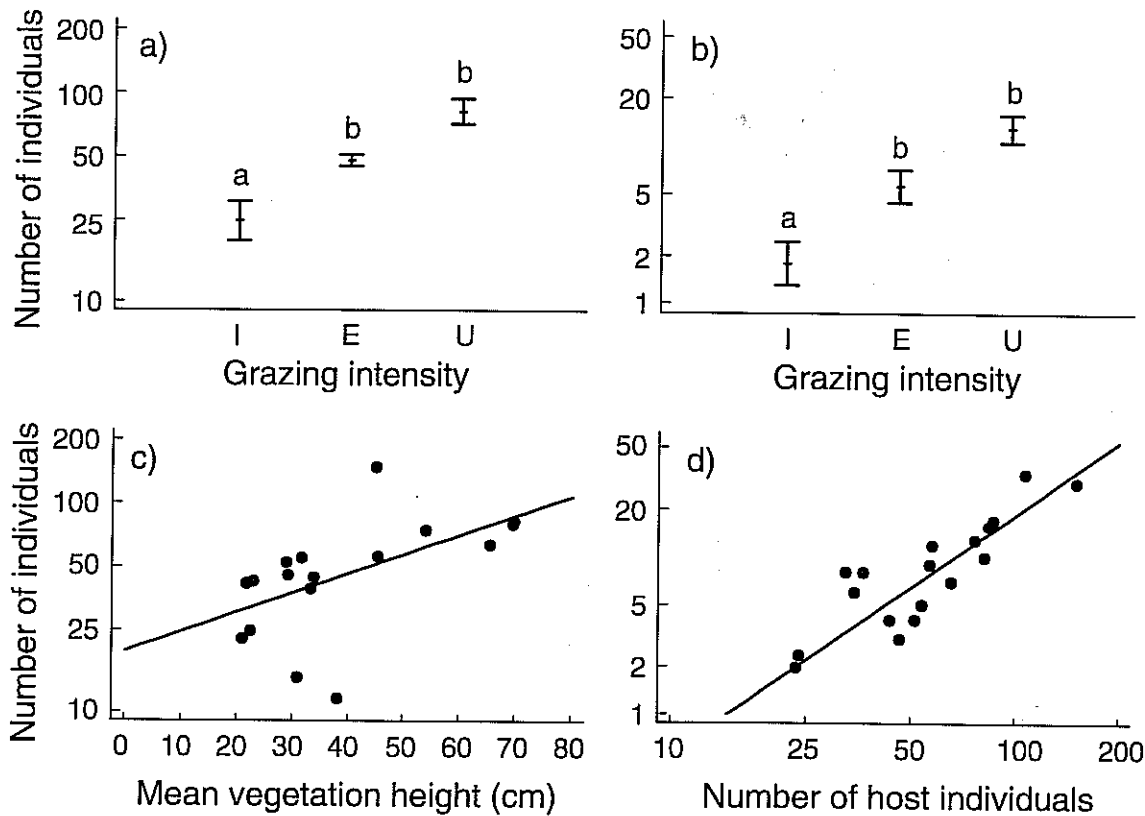 a)
Number of individuals
200
100
50
25
10
a
b
b
I E U
Grazing intensity
b)
50
20
5
2
1
a
b
b
I E U
Grazing intensity
c)
Number of individuals
200
100
50
25
10
0 10 20 30 40 50 60 70 80
Mean vegetation height (cm)
d)
50
20
5
2
1
10 25 50 100 200
Number of host individuals